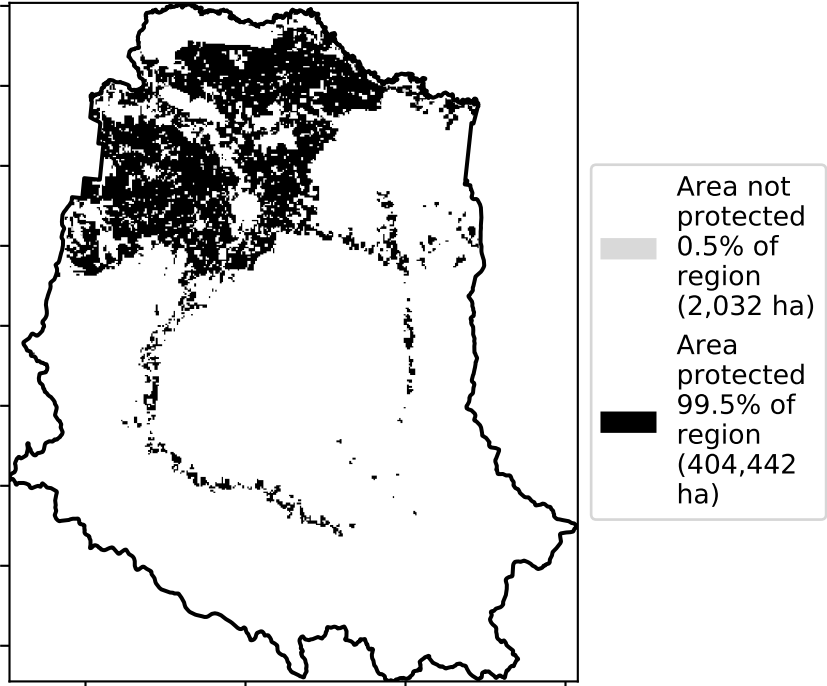 Area not
protected
0.5% of
region
(2,032 ha)
Area
protected
99.5% of
region
(404,442
ha)